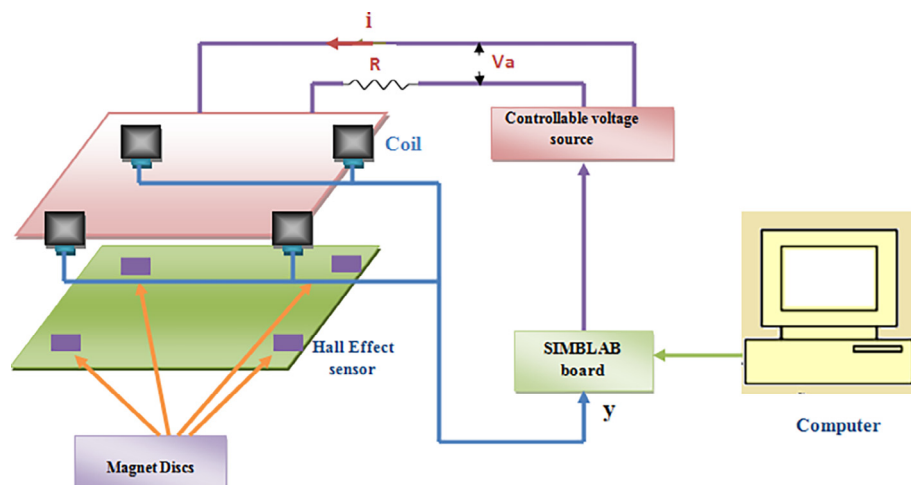 i
R
Va
Controllable voltage
source
Coil
Hall Effect
sensor
SIMBLAB
board
y
Computer
Magnet Discs